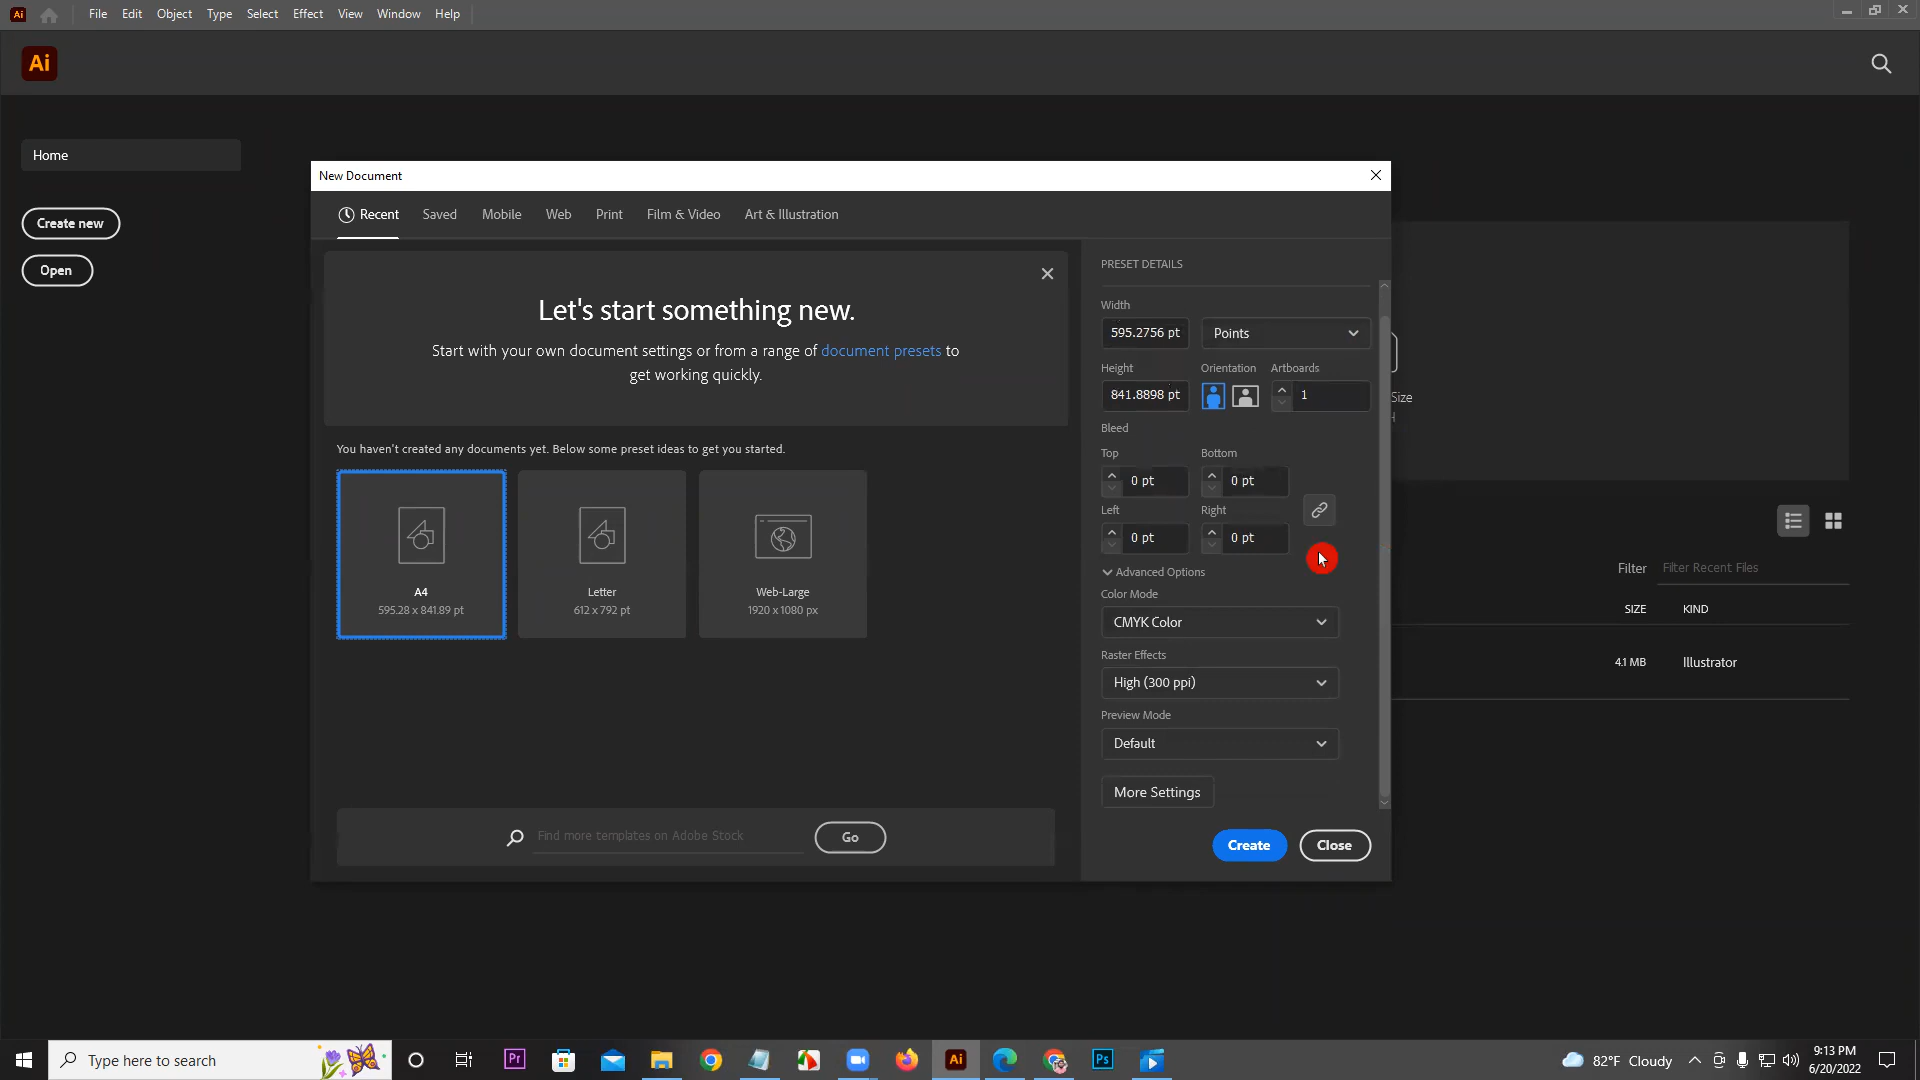 Ai File Edit Object Type Select Effect View Window Help
Ai
Home
Create new
Open
New Document
Recent Saved Mobile Web Print Film & Video Art & Illustration
Let's start something new.
Start with your own document settings or from a range of document presets to
get working quickly.
You haven't created any documents yet. Below some preset ideas to get you started.
A4
595.28 x 841.89 pt
Letter
612 x 792 pt
Web-Large
1920 x 1080 px
Find more templates on Adobe Stock
Go
PRESET DETAILS
Width
595.2756 pt Points
Height Orientation Artboards
841.8898 pt 1
Bleed
Top Bottom
0 pt 0 pt
Left Right
0 pt 0 pt
Advanced Options
Color Mode
CMYK Color
Raster Effects
High (300 ppi)
Preview Mode
Default
More Settings
Create Close
Size
Filter Filter Recent Files
SIZE KIND
4.1 MB Illustrator
Type here to search
Pr
Ai
Ps
82°F Cloudy
9:13 PM
6/20/2022